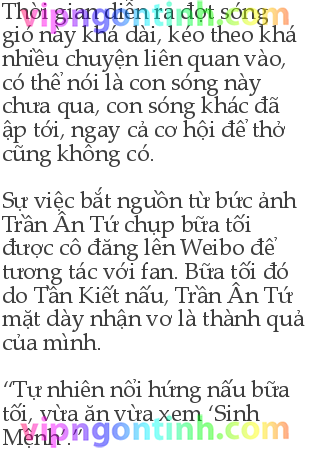 Thời gian diễn ra đợt sóng
vipngontinh.com
gió này khá dài, kéo theo khá
nhiều chuyện liên quan vào,
có thể nói là con sóng này
chưa qua, con sóng khác đã
ập tới, ngay cả cơ hội để thở
cũng không có.
Sự việc bắt nguồn từ bức ảnh
Trần Ân Tứ chụp bữa tối
được cô đăng lên Weibo để
tương tác với fan. Bữa tối đó
do Tần Kiết nấu, Trần Ân Tứ
mặt dày nhận vơ là thành quả
của mình.
“Tự nhiên nổi hứng nấu bữa
tối, vừa ăn vừa xem ‘Sinh
Mệnh’.”
vipngontinh.com